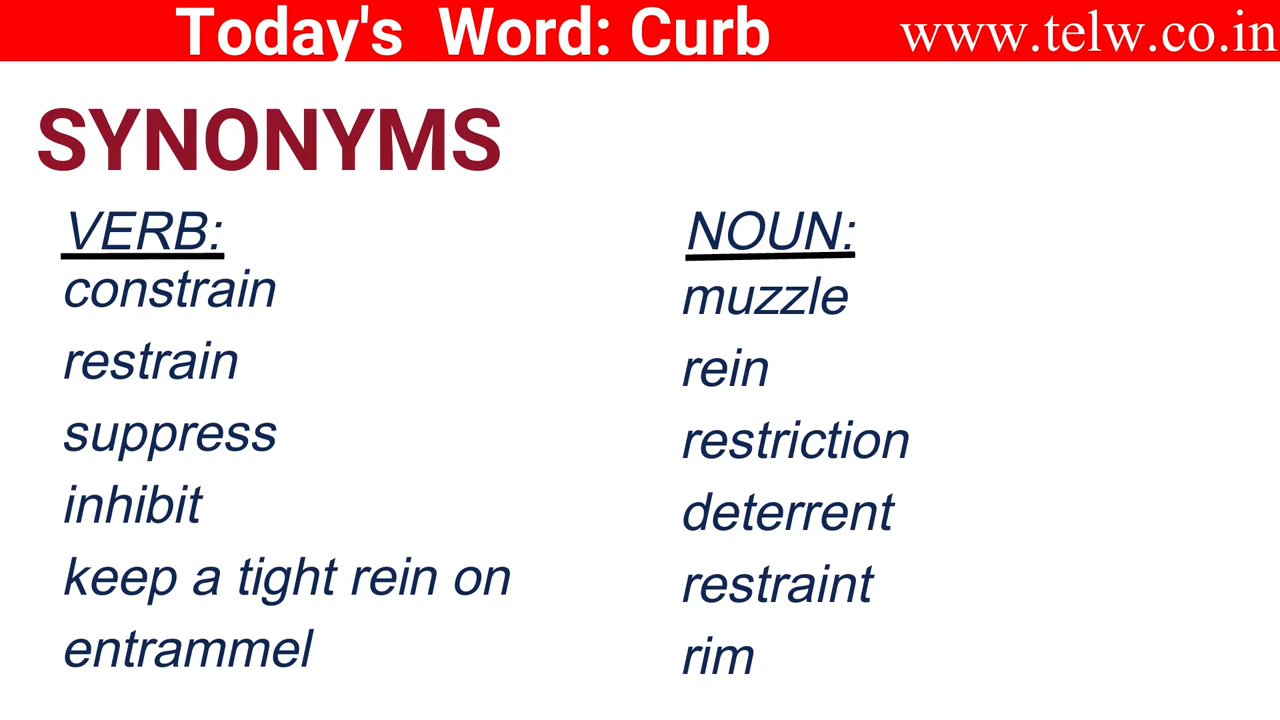 Today's Word: Curb
www.telw.co.in
SYNONYMS
VERB:
constrain
restrain
suppress
inhibit
keep a tight rein on
entrammel
NOUN:
muzzle
rein
restriction
deterrent
restraint
rim